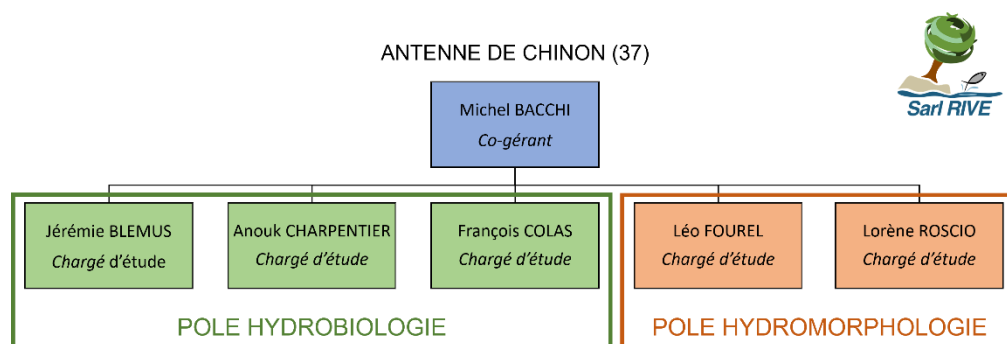 ANTENNE DE CHINON (37)
Sarl RIVE
Michel BACCHI
Co-gérant
Jérémie BLEMUS
Chargé d'étude
Anouk CHARPENTIER
Chargé d'étude
François COLAS
Chargé d'étude
Léo FOUREL
Chargé d'étude
Lorène ROSCIO
Chargé d'étude
POLE HYDROBIOLOGIE
POLE HYDROMORPHOLOGIE